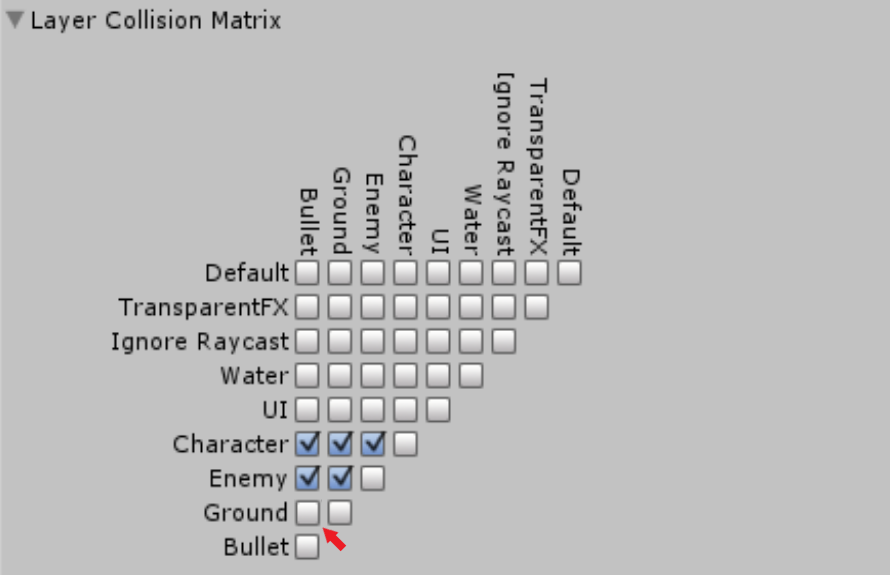 Layer Collision Matrix
Bullet
Ground
Enemy
Character
UI
Water
Ignore Raycast
TransparentFX
Default
Default
TransparentFX
Ignore Raycast
Water
UI
Character
Enemy
Ground
Bullet